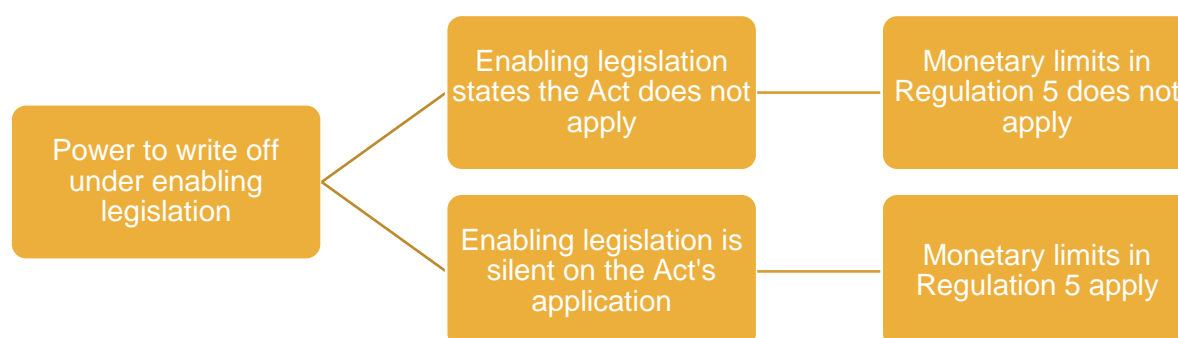 Power to write off
under enabling
legislation
Enabling legislation
states the Act does not
apply
Monetary limits in
Regulation 5 does not
apply
Enabling legislation is
silent on the Act's
application
Monetary limits in
Regulation 5 apply